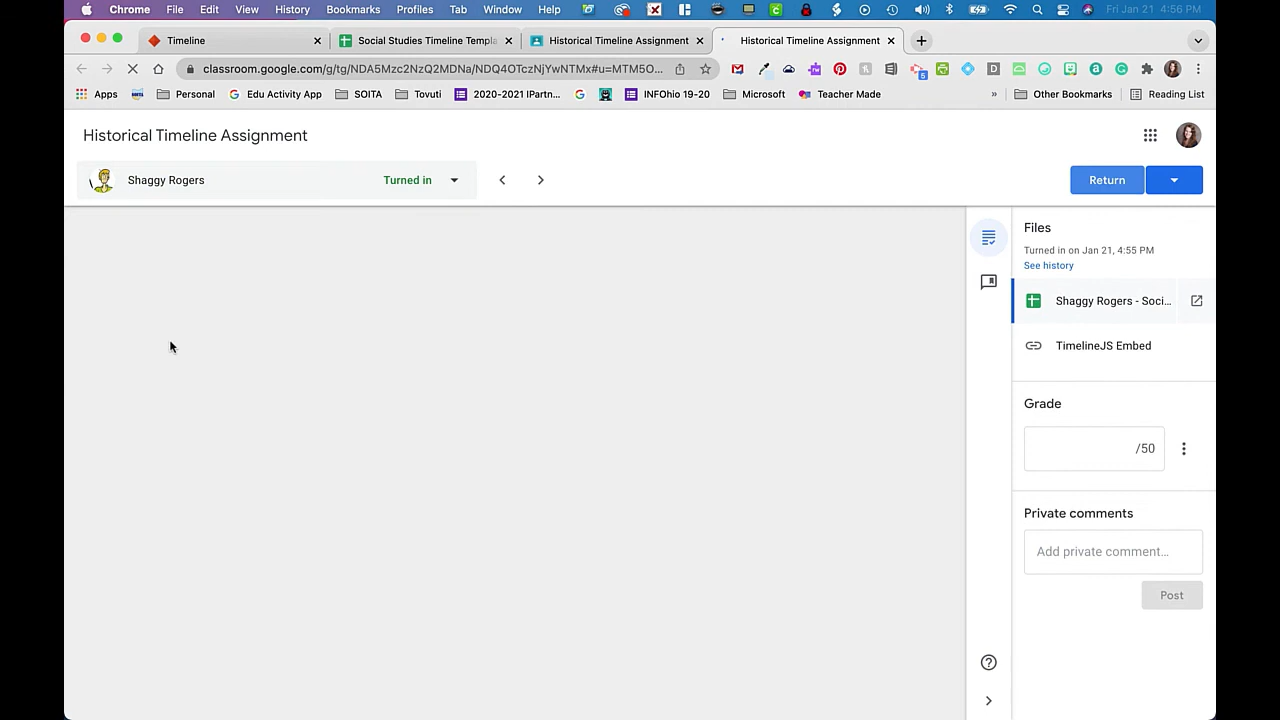 Chrome File Edit View History Bookmarks Profiles Tab Window Help Fri Jan 21 4:56 PM
Timeline Social Studies Timeline Templa Historical Timeline Assignment Historical Timeline Assignment
classroom.google.com/g/tg/NDA5Mzc2NzQ2MDNa/NDQ4OTczNjYwNTMx#u=MTM5O...
Apps Personal Edu Activity App SOITA Tovuti 2020-2021 IPartn... INFOhio 19-20 Microsoft Teacher Made » Other Bookmarks Reading List
Historical Timeline Assignment
Shaggy Rogers Turned in Return
Files
Turned in on Jan 21, 4:55 PM
See history
Shaggy Rogers - Soci...
TimelineJS Embed
Grade
/50
Private comments
Add private comment...
Post